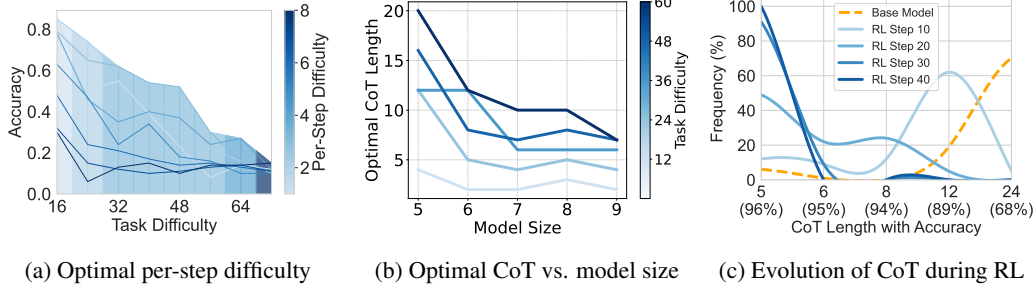 0.8
0.6
0.4
0.2
0.0
Accuracy
16 32 48 64
Task Difficulty
8
6
4
2
Per-Step Difficulty
(a) Optimal per-step difficulty
20
15
10
5
Optimal CoT Length
5 6 7 8 9
Model Size
60
48
36
24
12
Task Difficulty
(b) Optimal CoT vs. model size
100
80
60
40
20
0
Frequency (%)
Base Model
RL Step 10
RL Step 20
RL Step 30
RL Step 40
5 6 8 12 24
(96%) (95%) (94%) (89%) (68%)
CoT Length with Accuracy
(c) Evolution of CoT during RL